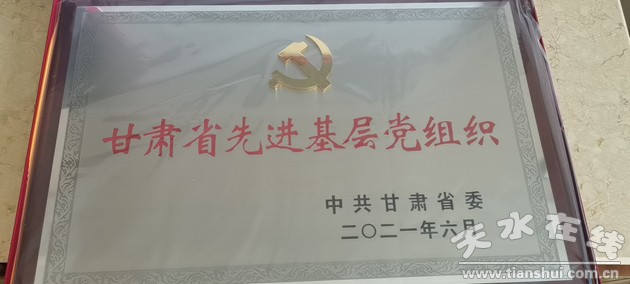 甘肃省先进基层党组织
中共甘肃省委
二〇二一年六月
天水在线
www.tianshui.com.cn